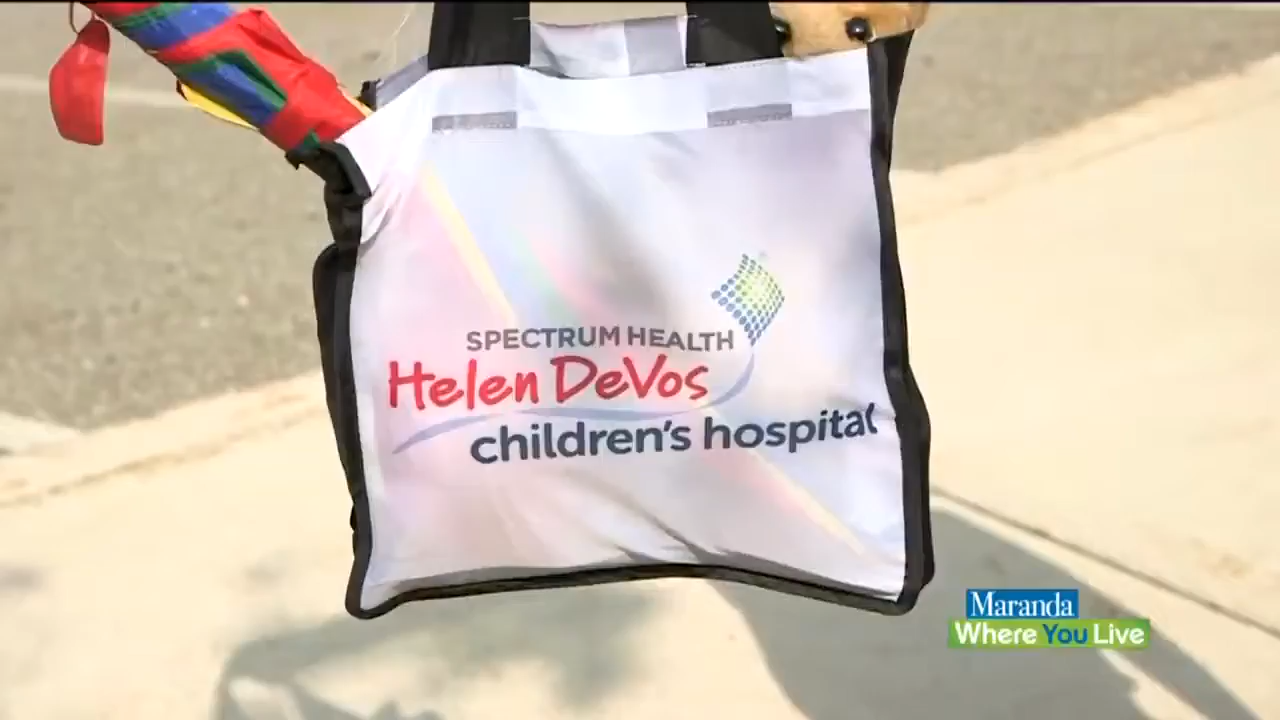 SPECTRUM HEALTH
Helen DeVos
children's hospital
Maranda
Where You Live